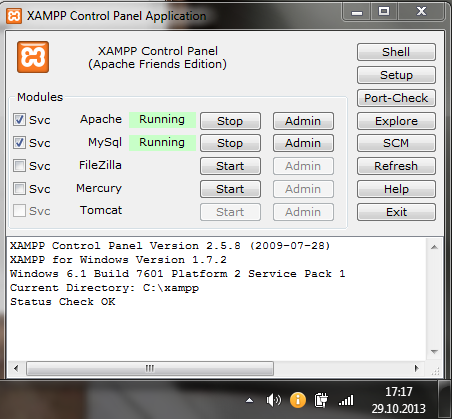 XAMPP Control Panel Application
XAMPP Control Panel
(Apache Friends Edition)
Shell
Setup
Port-Check
Explore
SCM
Refresh
Help
Exit
Modules
Svc Apache Running Stop Admin
Svc MySql Running Stop Admin
Svc FileZilla Start Admin
Svc Mercury Start Admin
Svc Tomcat Start Admin
XAMPP Control Panel Version 2.5.8 (2009-07-28)
XAMPP for Windows Version 1.7.2
Windows 6.1 Build 7601 Platform 2 Service Pack 1
Current Directory: C:\xampp
Status Check OK
17:17
29.10.2013